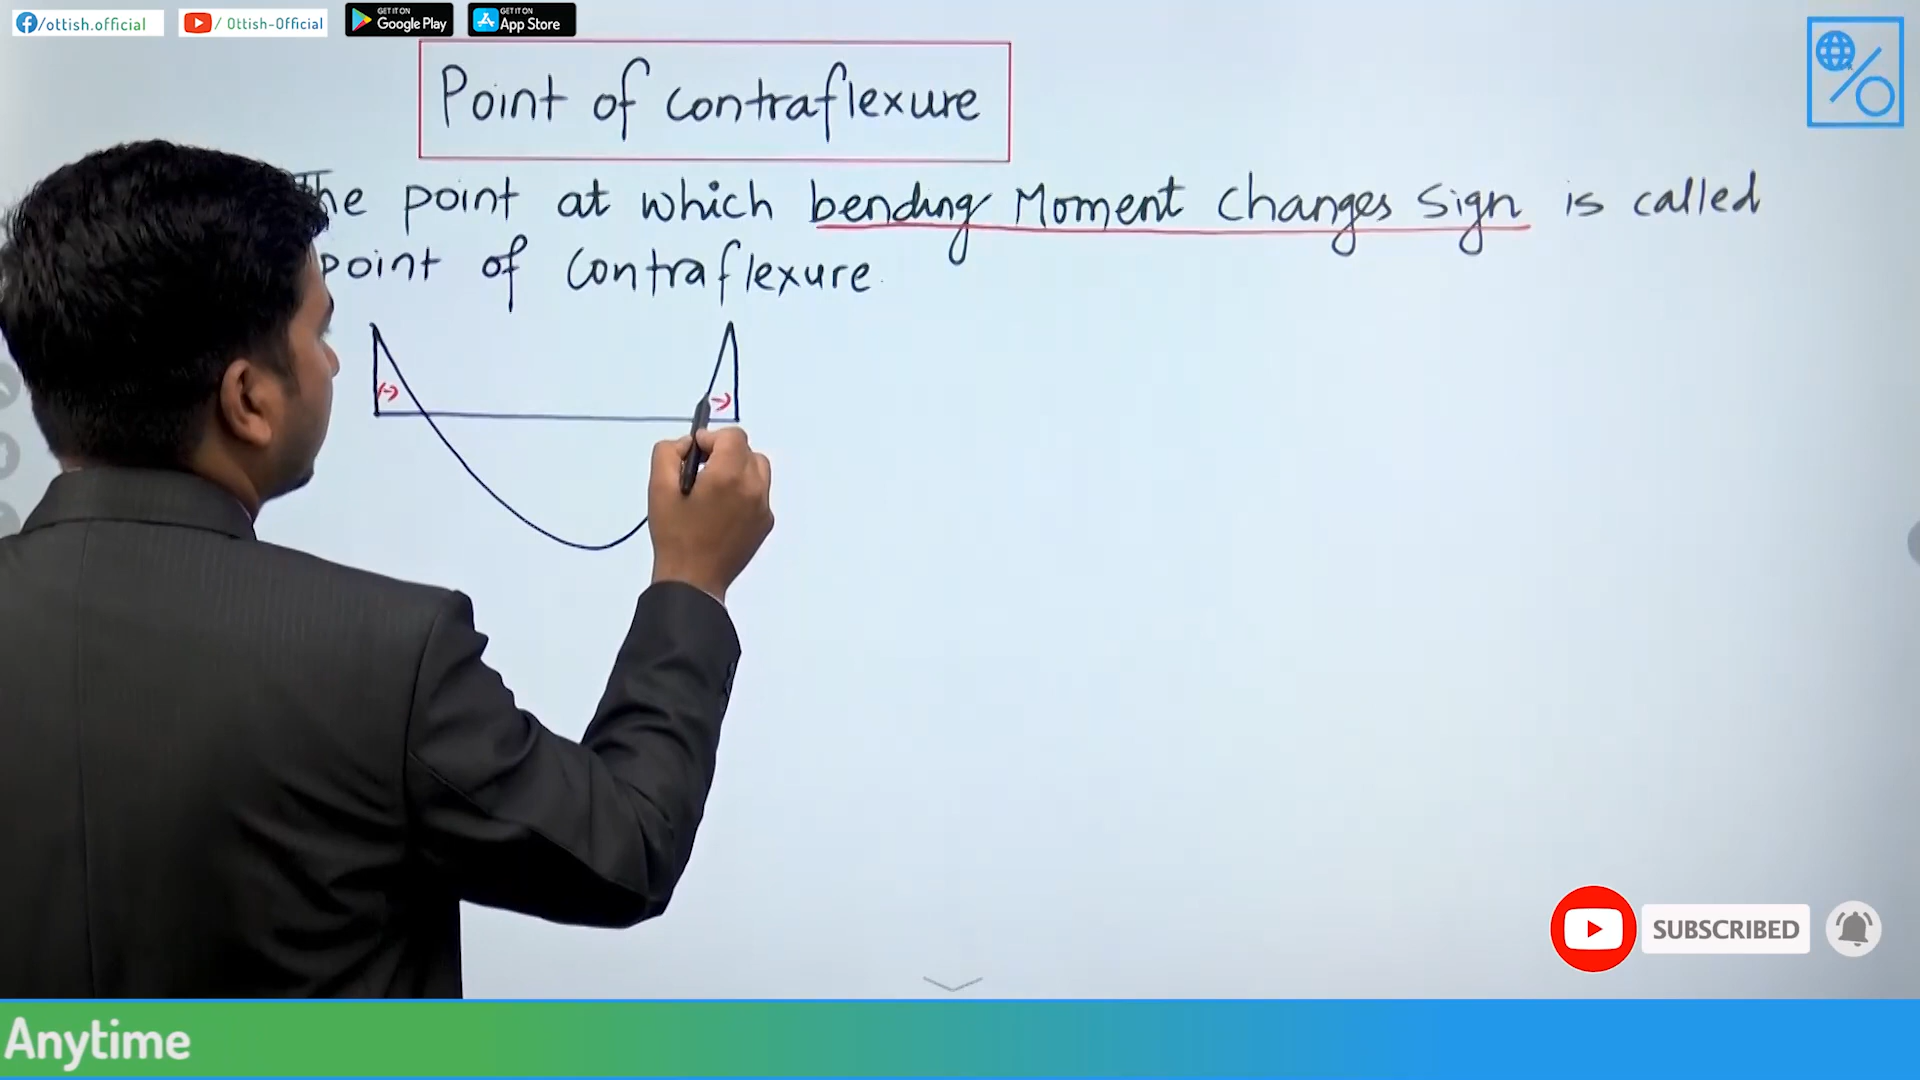 /ottish.official
/ Ottish-Official
GET IT ON
Google Play
GET IT ON
App Store
Point of contraflexure
The point at which bending Moment changes sign is called
point of contraflexure.
(-)
-)
SUBSCRIBED
Anytime